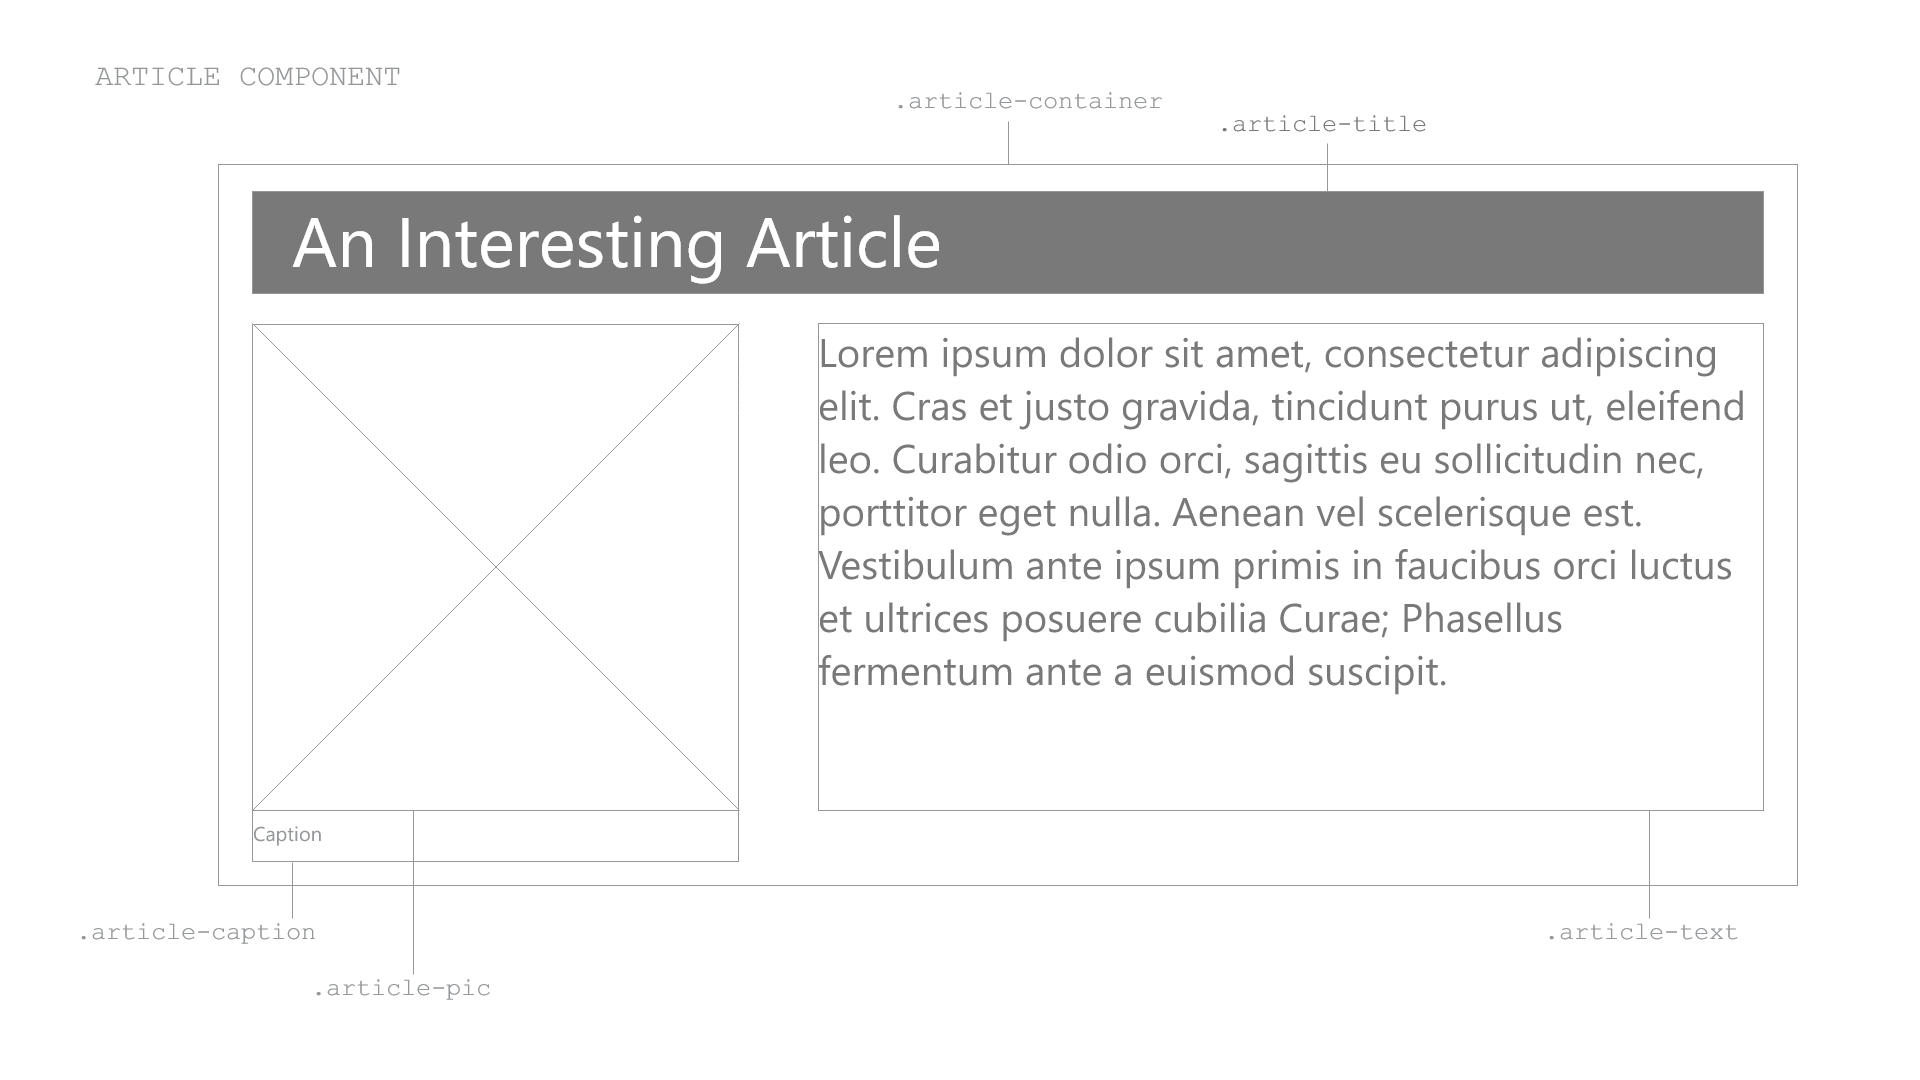 ARTICLE COMPONENT
.article-container
.article-title
An Interesting Article
Lorem ipsum dolor sit amet, consectetur adipiscing
elit. Cras et justo gravida, tincidunt purus ut, eleifend
leo. Curabitur odio orci, sagittis eu sollicitudin nec,
porttitor eget nulla. Aenean vel scelerisque est.
Vestibulum ante ipsum primis in faucibus orci luctus
et ultrices posuere cubilia Curae; Phasellus
fermentum ante a euismod suscipit.
Caption
.article-caption
.article-text
.article-pic